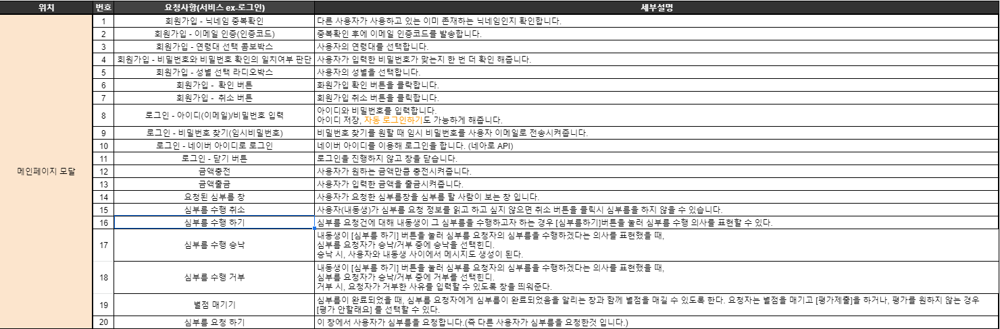 위치 번호 요청사항(서비스 ex-로그인) 세부설명
메인페이지 모달
1 회원가입 - 닉네임 중복확인 다른 사용자가 사용하고 있는 이미 존재하는 닉네임인지 확인합니다.
2 회원가입 - 이메일 인증(인증코드) 중복확인 후에 이메일 인증코드를 발송합니다.
3 회원가입 - 연령대 선택 콤보박스 사용자의 연령대를 선택합니다.
4 회원가입 - 비밀번호와 비밀번호 확인의 일치여부 판단 사용자가 입력한 비밀번호가 맞는지 한 번 더 확인 해줍니다.
5 회원가입 - 성별 선택 라디오박스 사용자의 성별을 선택합니다.
6 회원가입 - 확인 버튼 화원가입 확인 버튼을 클락합니다.
7 회원가입 - 취소 버튼 회원가입 취소 버튼을 클릭합니다.
8 로그인 - 아이디(이메일)/비밀번호 입력 아이디와 비밀번호를 입력합니다.
아이디 저장, 자동 로그인하기도 가능하게 해줍니다.
9 로그인 - 비밀번호 찾기(임시비밀번호) 비밀번호 찾기를 원할 때 임시 비밀번호를 사용자 이메일로 전송시켜줍니다.
10 로그인 - 네이버 아이디로 로그인 네이버 아이디를 이용해 로그인을 합니다. (네아로 API)
11 로그인 - 닫기 버튼 로그인을 진행하지 않고 창을 닫습니다.
12 금액충전 사용자가 원하는 금액만큼 충전시켜줍니다.
13 금액출금 사용자가 입력한 금액을 출금시켜줍니다.
14 요청된 심부름 창 사용자가 요청한 심부름창을 심부름 할 사람이 보는 창 입니다.
15 심부름 수행 취소 사용자(내동생)가 심부름 요청 정보를 읽고 하고 싶지 않으면 취소 버튼을 클릭시 심부름을 하지 않을 수 있습니다.
16 심부름 수행 하기 심부름 요청건에 대해 내동생이 그 심부름을 수행하고자 하는 경우 [심부름하기]버튼을 눌러 심부름 수행 의사를 표현할 수 있다.
17 심부름 수행 승낙 내동생이 [심부름 하기] 버튼을 눌러 심부름 요청자의 심부름을 수행하겠다는 의사를 표현했을 때,
심부름 요청자가 승낙/거부 중에 승낙을 선택힌디.
승낙 시, 사용자와 내동생 사이에서 메시지도 생성이 된다.
18 심부름 수행 거부 내동생이 [심부름 하기] 버튼을 눌러 심부름 요청자의 심부름을 수행하겠다는 의사를 표현했을 때,
심부름 요청자가 승낙/거부 중에 거부를 선택힌디.
거부 시, 요청자가 거부한 사유를 입력할 수 있도록 창을 띄워준다.
19 별점 매기기 심부름이 완료되었을 때, 심부름 요청자에게 심부름이 완료되었음을 알리는 창과 함께 별점을 매길 수 있도록 한다. 요청자는 별점을 매기고 [평가제출]을 하거나, 평가를 원하지 않는 경우
[평가 안할래요] 을 선택할 수 있다.
20 심부름 요청 하기 이 창에서 사용자가 심부름을 요청합니다.(즉 다른 사용자가 심부름을 요청한것 입니다.)